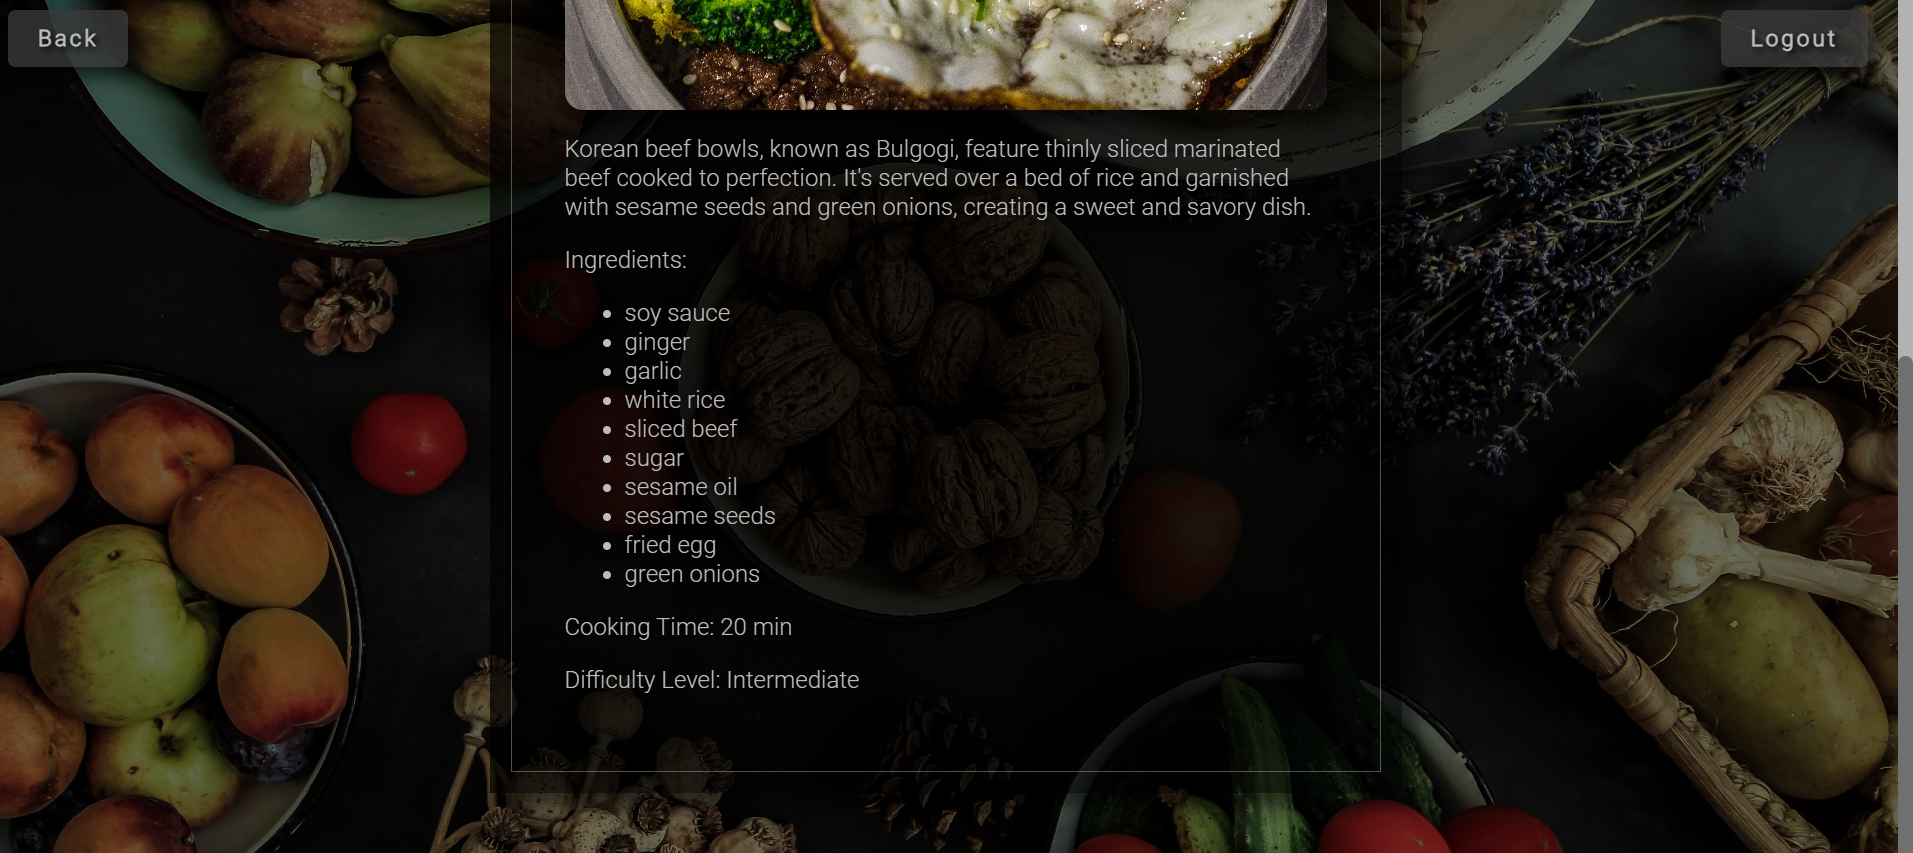 Back
Logout
Korean beef bowls, known as Bulgogi, feature thinly sliced marinated
beef cooked to perfection. It's served over a bed of rice and garnished
with sesame seeds and green onions, creating a sweet and savory dish.
Ingredients:
soy sauce
ginger
garlic
white rice
sliced beef
sugar
sesame oil
sesame seeds
fried egg
green onions
Cooking Time: 20 min
Difficulty Level: Intermediate